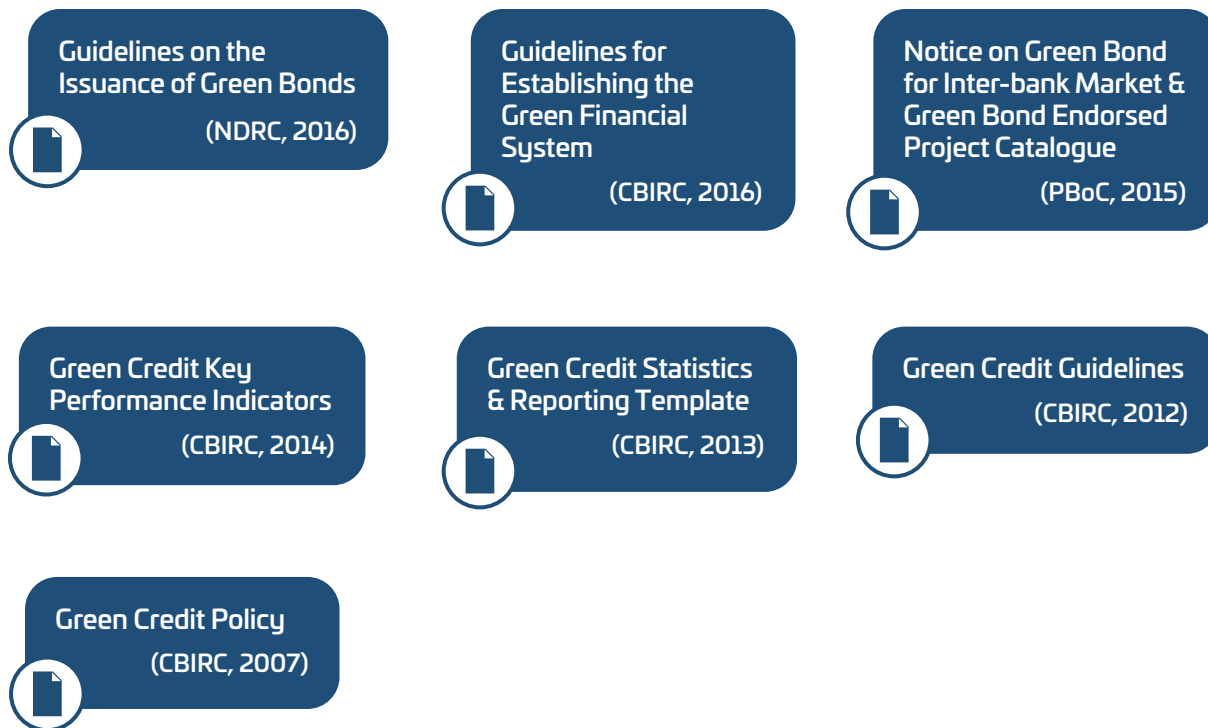 Guidelines on the
Issuance of Green Bonds
(NDRC, 2016)
Guidelines for
Establishing the
Green Financial
System
(CBIRC, 2016)
Notice on Green Bond
for Inter-bank Market &
Green Bond Endorsed
Project Catalogue
(PBoC, 2015)
Green Credit Key
Performance Indicators
(CBIRC, 2014)
Green Credit Statistics
& Reporting Template
(CBIRC, 2013)
Green Credit Guidelines
(CBIRC, 2012)
Green Credit Policy
(CBIRC, 2007)